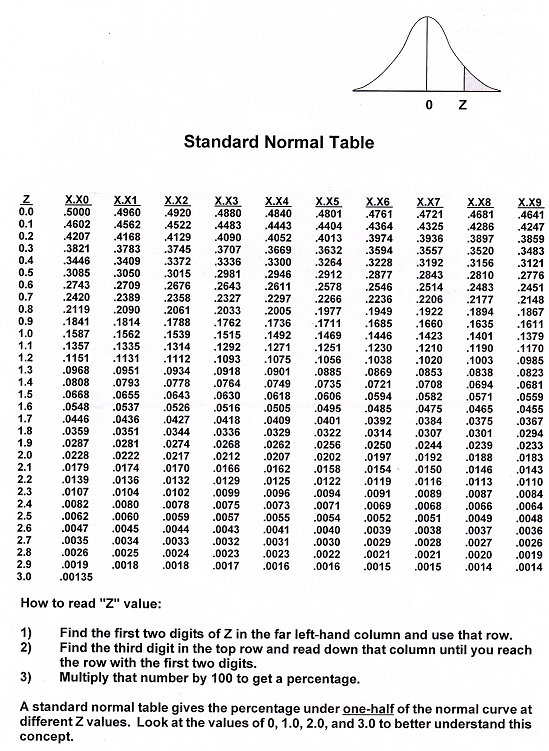 0 Z
Standard Normal Table
Z X.X0 X.X1 X.X2 X.X3 X.X4 X.X5 X.X6 X.X7 X.X8 X.X9
0.0 .5000 .4960 .4920 .4880 .4840 .4801 .4761 .4721 .4681 .4641
0.1 .4602 .4562 .4522 .4483 .4443 .4404 .4364 .4325 .4286 .4247
0.2 .4207 .4168 .4129 .4090 .4052 .4013 .3974 .3936 .3897 .3859
0.3 .3821 .3783 .3745 .3707 .3669 .3632 .3594 .3557 .3520 .3483
0.4 .3446 .3409 .3372 .3336 .3300 .3264 .3228 .3192 .3156 .3121
0.5 .3085 .3050 .3015 .2981 .2946 .2912 .2877 .2843 .2810 .2776
0.6 .2743 .2709 .2676 .2643 .2611 .2578 .2546 .2514 .2483 .2451
0.7 .2420 .2389 .2358 .2327 .2297 .2266 .2236 .2206 .2177 .2148
0.8 .2119 .2090 .2061 .2033 .2005 .1977 .1949 .1922 .1894 .1867
0.9 .1841 .1814 .1788 .1762 .1736 .1711 .1685 .1660 .1635 .1611
1.0 .1587 .1562 .1539 .1515 .1492 .1469 .1446 .1423 .1401 .1379
1.1 .1357 .1335 .1314 .1292 .1271 .1251 .1230 .1210 .1190 .1170
1.2 .1151 .1131 .1112 .1093 .1075 .1056 .1038 .1020 .1003 .0985
1.3 .0968 .0951 .0934 .0918 .0901 .0885 .0869 .0853 .0838 .0823
1.4 .0808 .0793 .0778 .0764 .0749 .0735 .0721 .0708 .0694 .0681
1.5 .0668 .0655 .0643 .0630 .0618 .0606 .0594 .0582 .0571 .0559
1.6 .0548 .0537 .0526 .0516 .0505 .0495 .0485 .0475 .0465 .0455
1.7 .0446 .0436 .0427 .0418 .0409 .0401 .0392 .0384 .0375 .0367
1.8 .0359 .0351 .0344 .0336 .0329 .0322 .0314 .0307 .0301 .0294
1.9 .0287 .0281 .0274 .0268 .0262 .0256 .0250 .0244 .0239 .0233
2.0 .0228 .0222 .0217 .0212 .0207 .0202 .0197 .0192 .0188 .0183
2.1 .0179 .0174 .0170 .0166 .0162 .0158 .0154 .0150 .0146 .0143
2.2 .0139 .0136 .0132 .0129 .0125 .0122 .0119 .0116 .0113 .0110
2.3 .0107 .0104 .0102 .0099 .0096 .0094 .0091 .0089 .0087 .0084
2.4 .0082 .0080 .0078 .0075 .0073 .0071 .0069 .0068 .0066 .0064
2.5 .0062 .0060 .0059 .0057 .0055 .0054 .0052 .0051 .0049 .0048
2.6 .0047 .0045 .0044 .0043 .0041 .0040 .0039 .0038 .0037 .0036
2.7 .0035 .0034 .0033 .0032 .0031 .0030 .0029 .0028 .0027 .0026
2.8 .0026 .0025 .0024 .0023 .0023 .0022 .0021 .0021 .0020 .0019
2.9 .0019 .0018 .0018 .0017 .0016 .0016 .0015 .0015 .0014 .0014
3.0 .00135
How to read "Z" value:
1) Find the first two digits of Z in the far left-hand column and use that row.
2) Find the third digit in the top row and read down that column until you reach
the row with the first two digits.
3) Multiply that number by 100 to get a percentage.
A standard normal table gives the percentage under one-half of the normal curve at
different Z values. Look at the values of 0, 1.0, 2.0, and 3.0 to better understand this
concept.